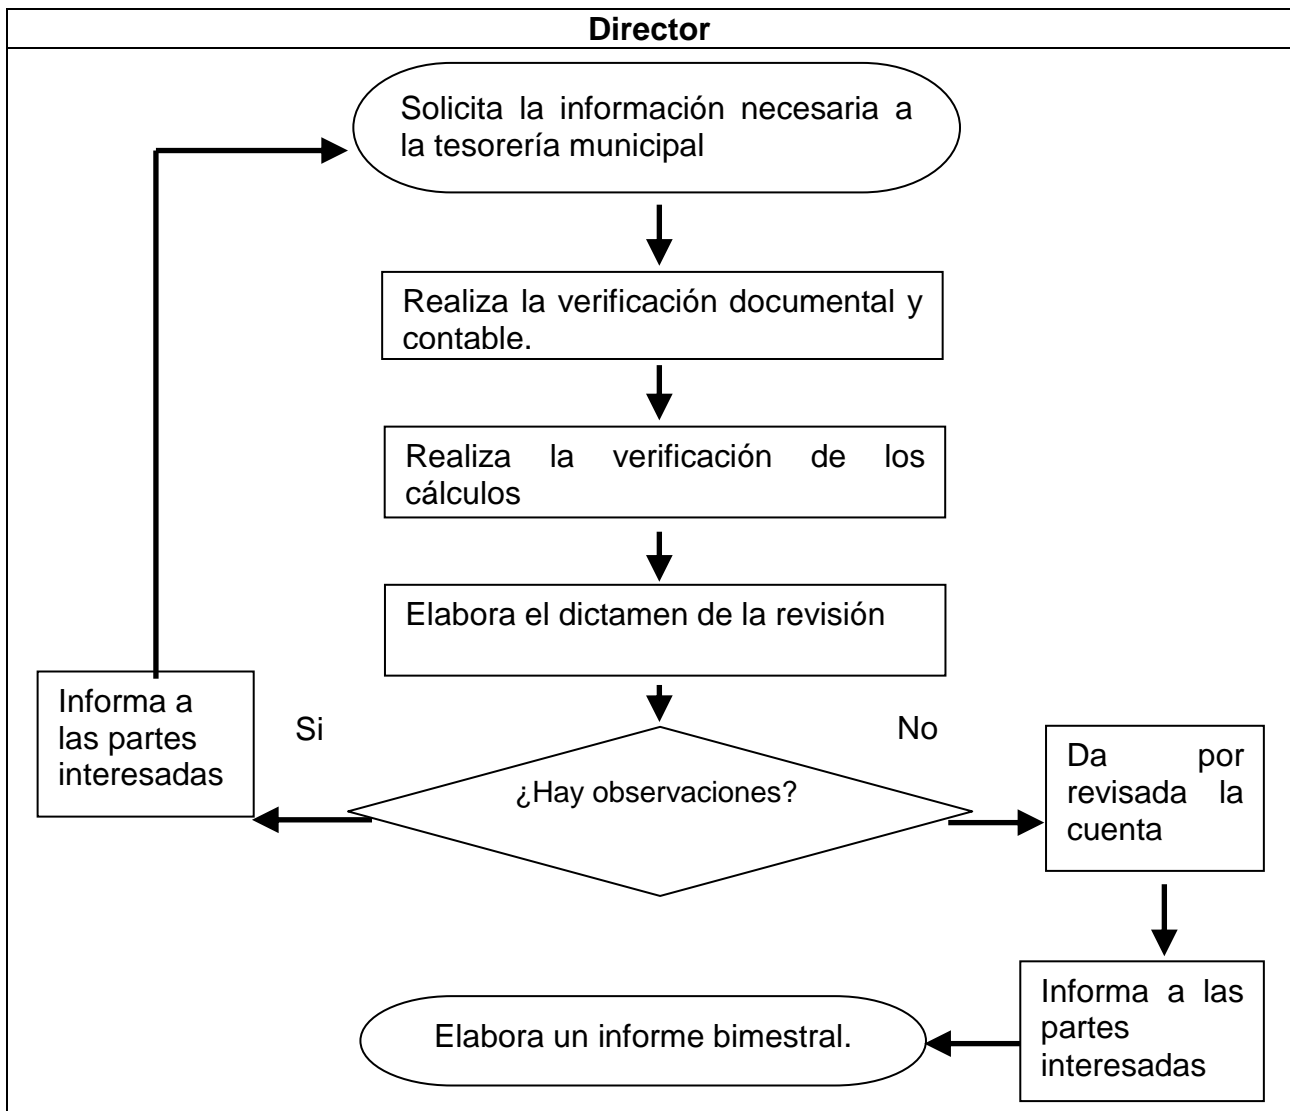 Director
Solicita la información necesaria a
la tesorería municipal
Realiza la verificación documental y
contable.
Realiza la verificación de los
cálculos
Elabora el dictamen de la revisión
Informa a
las partes
interesadas
Si
No
¿Hay observaciones?
Da por
revisada la
cuenta
Informa a las
partes
interesadas
Elabora un informe bimestral.